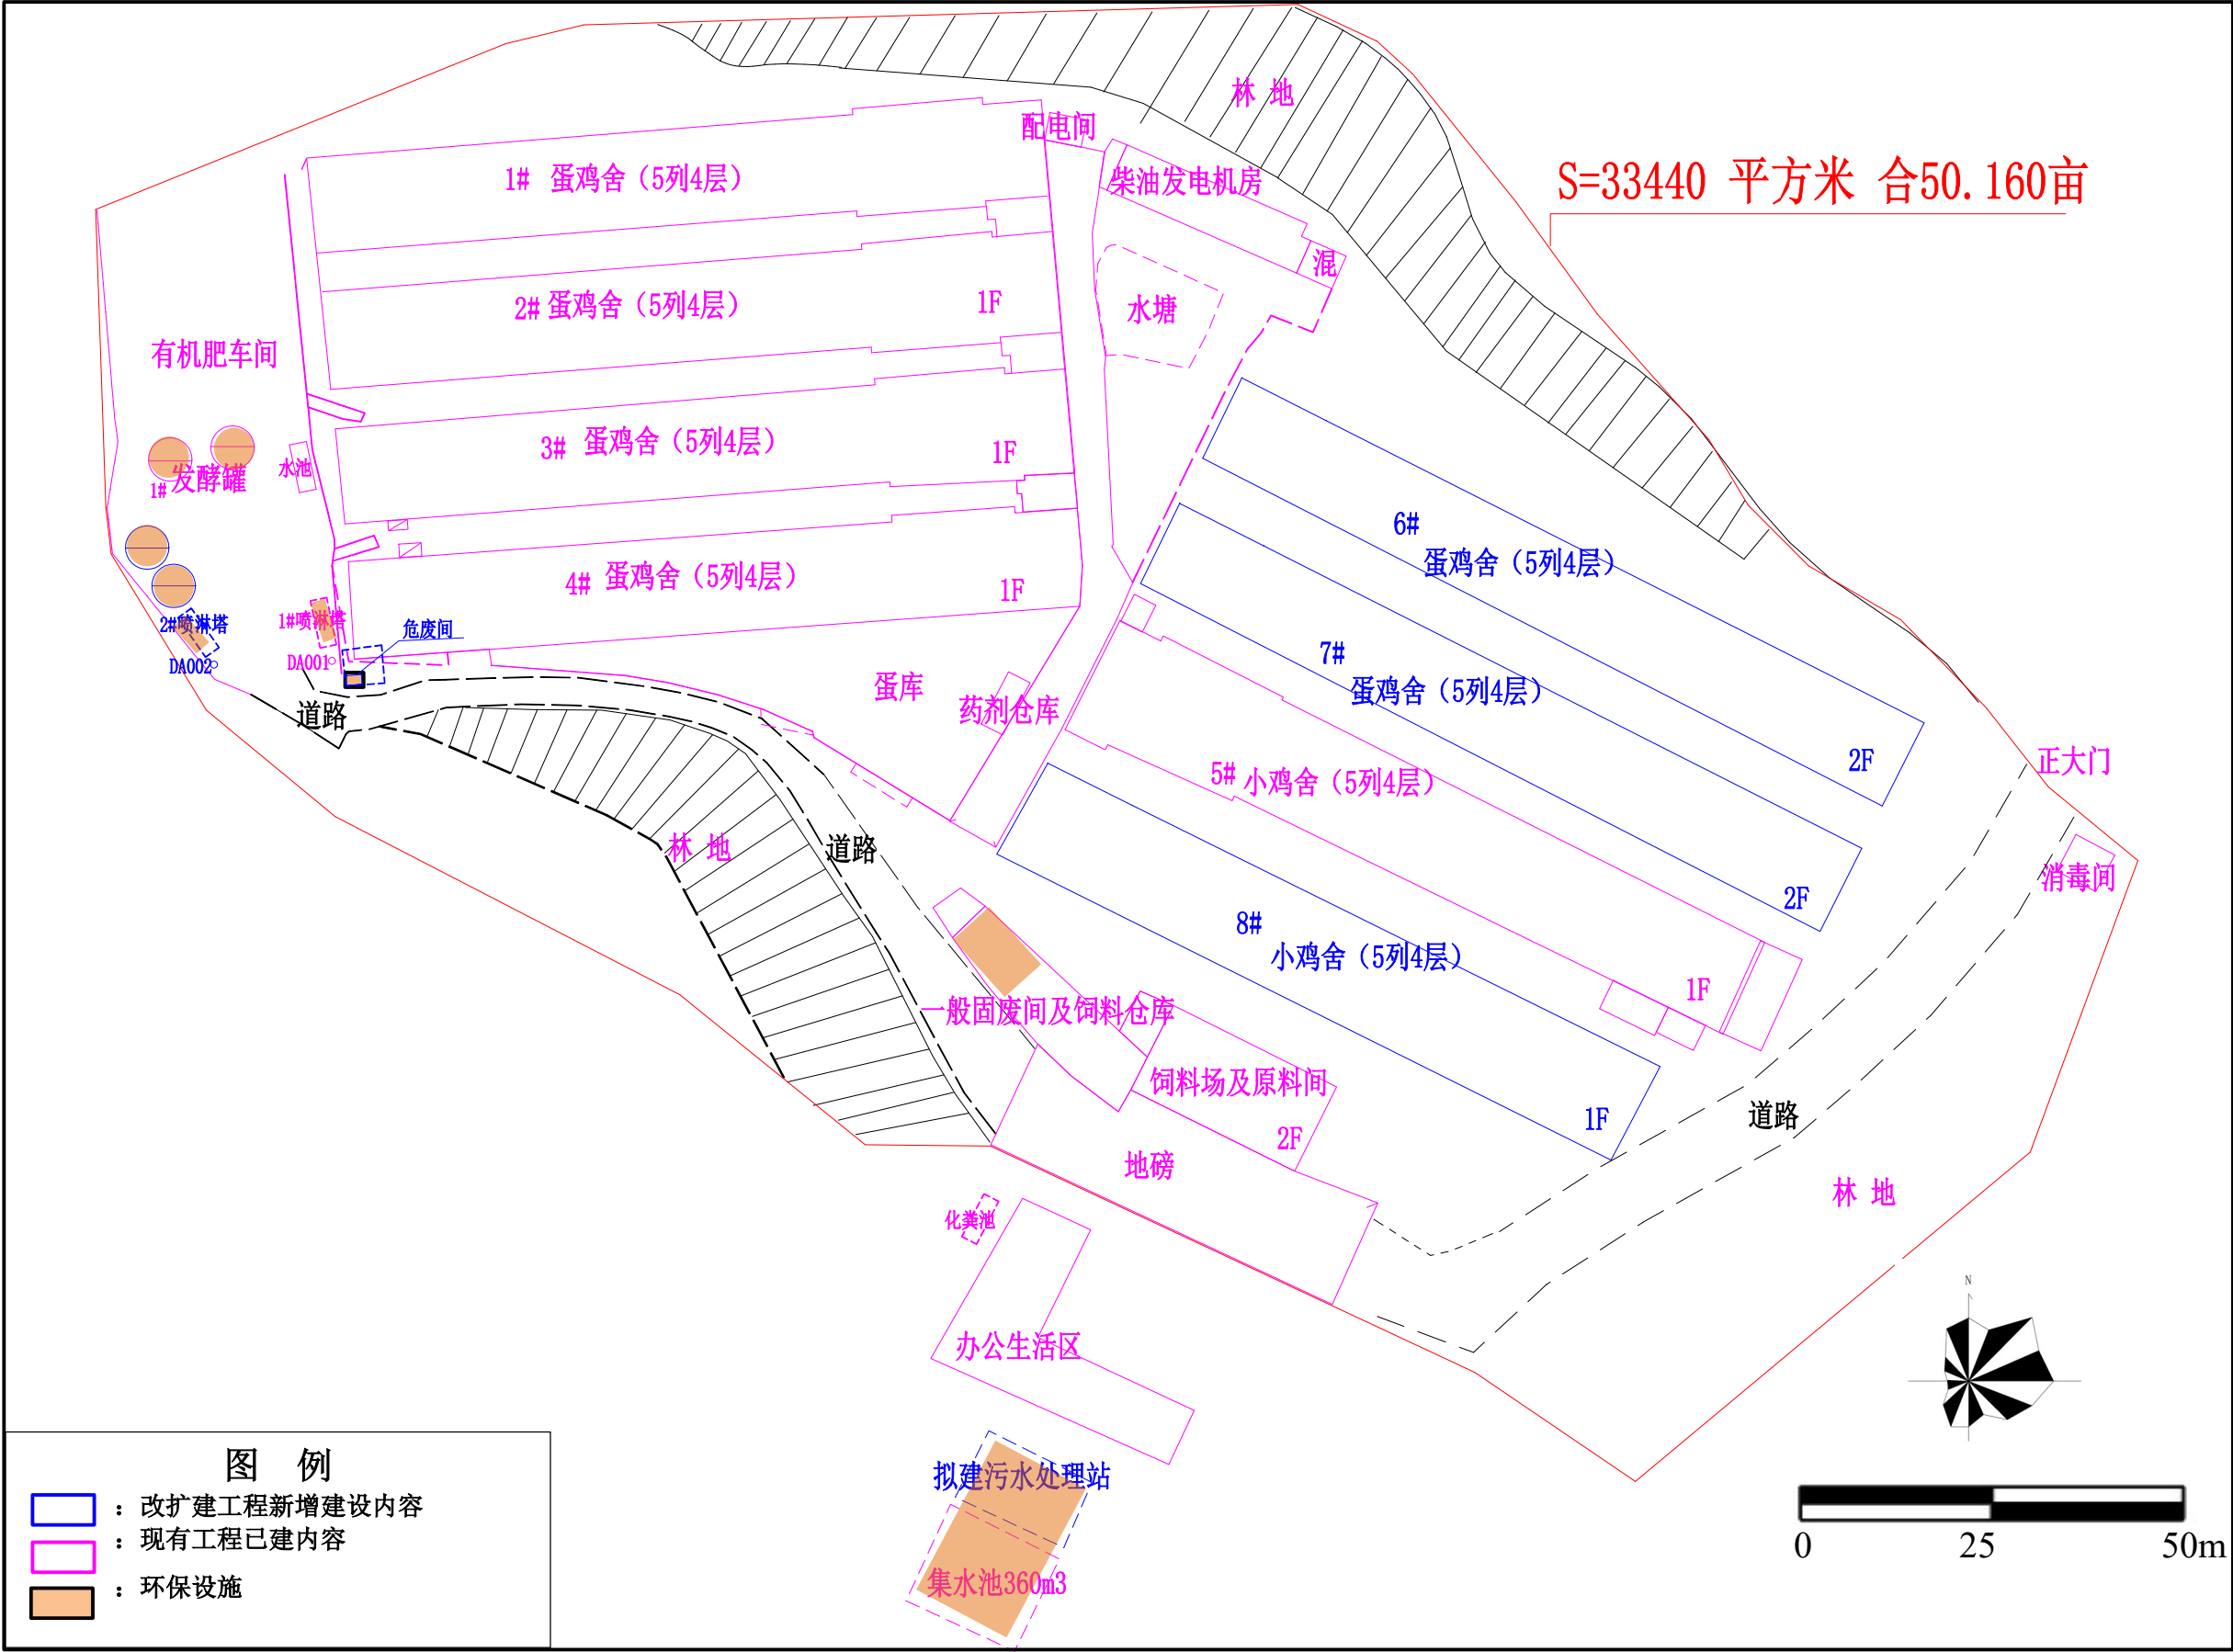 林 地
配电间
S=33440 平方米 合50.160亩
1# 蛋鸡舍（5列4层）
柴油发电机房
混
2# 蛋鸡舍（5列4层）
1F
水塘
有机肥车间
3# 蛋鸡舍（5列4层）
1F
水池
1# 发酵罐
6#
蛋鸡舍（5列4层）
4# 蛋鸡舍（5列4层）
1F
2#喷淋塔
1#喷淋塔
危废间
DA002
DA001
7#
蛋鸡舍（5列4层）
蛋库
药剂仓库
道路
2F
正大门
5# 小鸡舍（5列4层）
林 地
道路
消毒间
2F
8#
小鸡舍（5列4层）
1F
一般固废间及饲料仓库
饲料场及原料间
1F
道路
2F
地磅
林 地
化粪池
N
办公生活区
图 例
拟建污水处理站
：改扩建工程新增建设内容
：现有工程已建内容
：环保设施
集水池360m3
0 25 50m